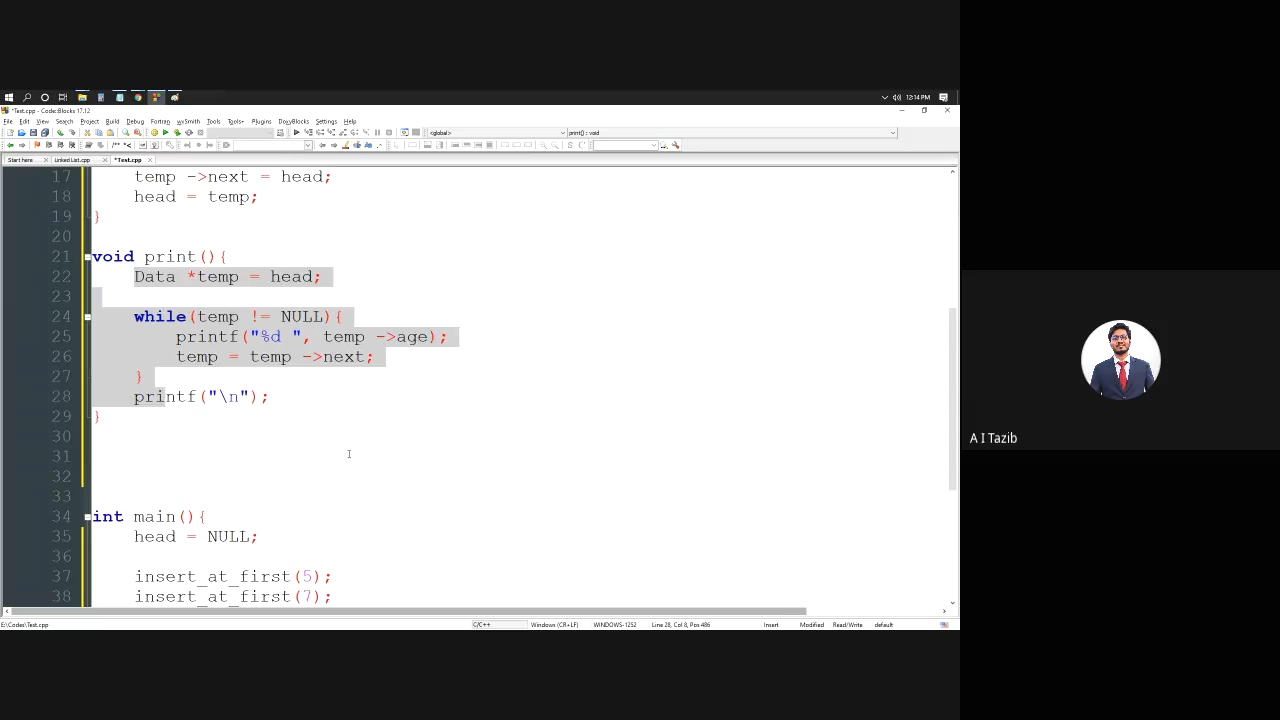 12:14 PM
*Test.cpp - Code::Blocks 17.12
File Edit View Search Project Build Debug Fortran wxSmith Tools Tools+ Plugins DoxyBlocks Settings Help
<global> print() : void
Start here Linked List.cpp *Test.cpp
17 temp ->next = head;
18 head = temp;
19 }
20
21 void print(){
22 Data *temp = head;
23
24 while(temp != NULL){
25 printf("%d ", temp ->age);
26 temp = temp ->next;
27 }
28 printf("\n");
29 }
30
31
32
33
34 int main(){
35 head = NULL;
36
37 insert_at_first(5);
38 insert_at_first(7);
E:\Codes\Test.cpp C/C++ Windows (CR+LF) WINDOWS-1252 Line 28, Col 8, Pos 486 Insert Modified Read/Write default
A I Tazib